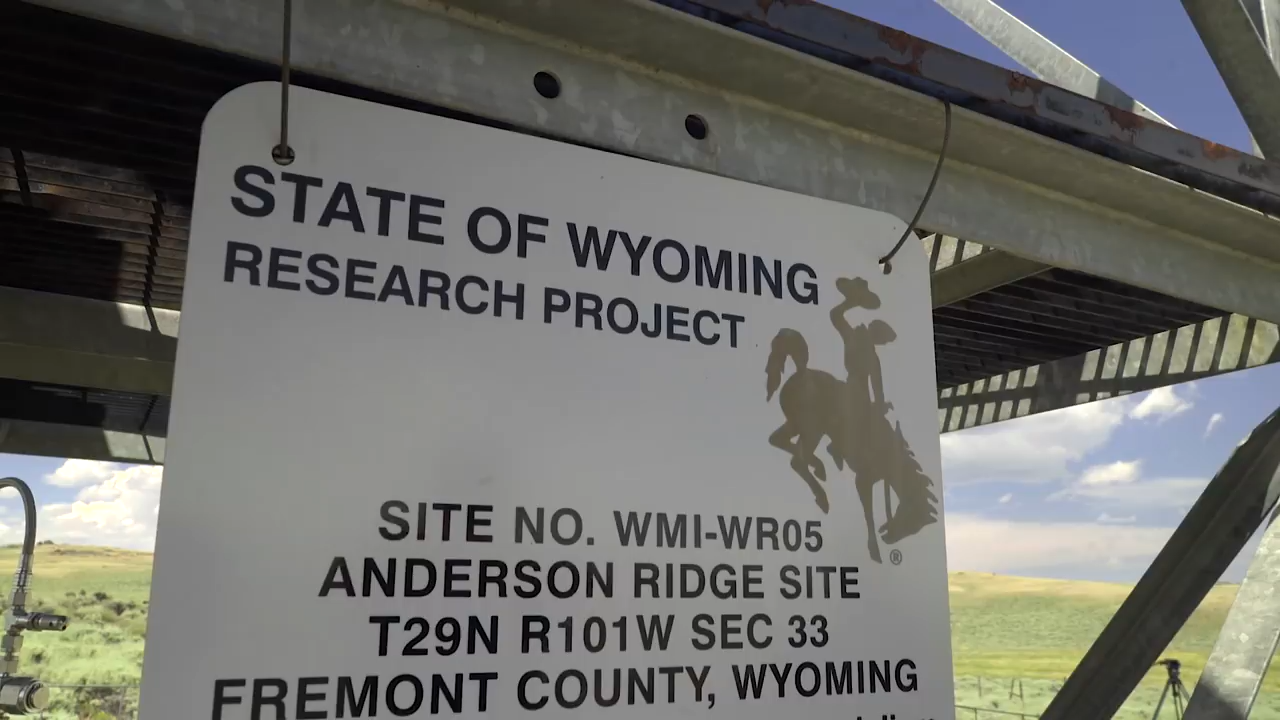 STATE OF WYOMING
RESEARCH PROJECT
®
SITE NO. WMI-WR05
ANDERSON RIDGE SITE
T29N R101W SEC 33
FREMONT COUNTY, WYOMING